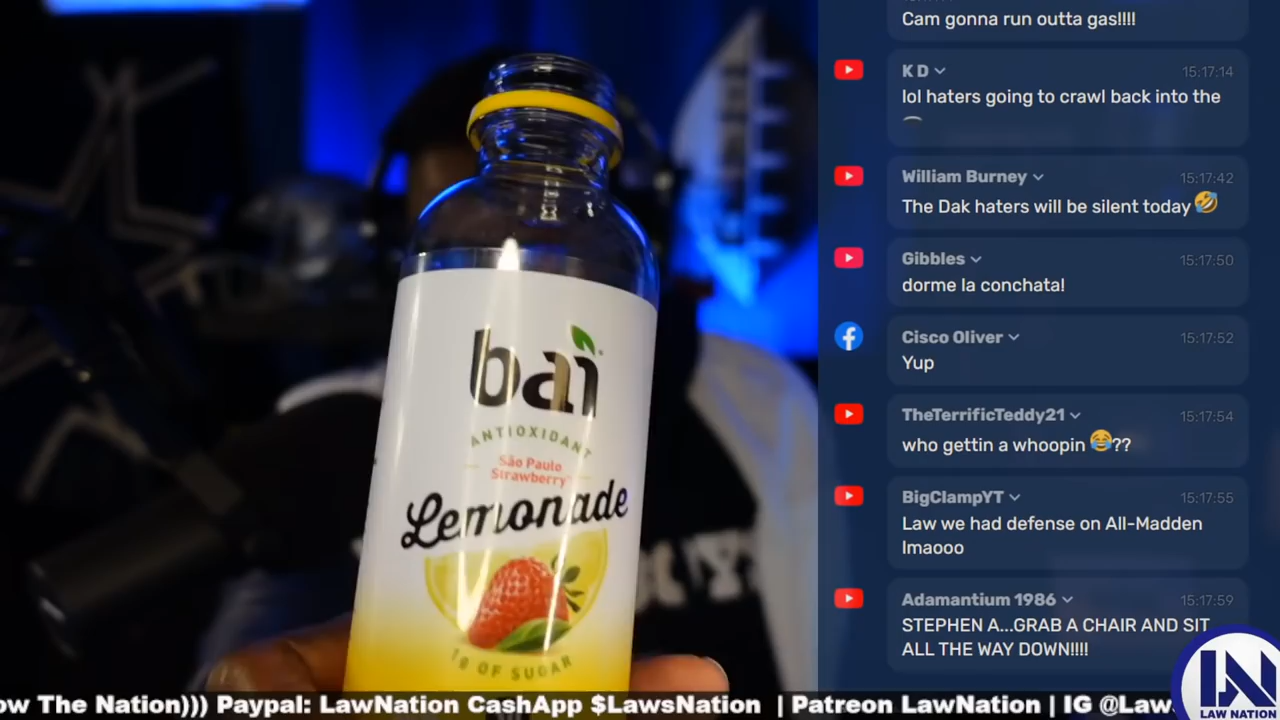 bai
ANTIOXIDANT
São Paulo
Strawberry
Lemonade
1g OF SUGAR
Cam gonna run outta gas!!!!
K D
15:17:14
lol haters going to crawl back into the
William Burney
15:17:42
The Dak haters will be silent today 🤣
Gibbles
15:17:50
dorme la conchata!
Cisco Oliver
15:17:52
Yup
TheTerrificTeddy21
15:17:54
who gettin a whoopin 😂??
BigClampYT
15:17:55
Law we had defense on All-Madden
lmaooo
Adamantium 1986
15:17:59
STEPHEN A...GRAB A CHAIR AND SIT
ALL THE WAY DOWN!!!!
LAW NATION
ow The Nation))) Paypal: LawNation CashApp $LawsNation | Patreon LawNation | IG @Law